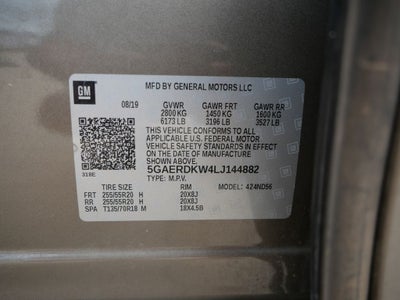 GM
MFD BY GENERAL MOTORS LLC
08/19 GVWR GAWR FRT GAWR RR
2800 KG 1450 KG 1600 KG
6173 LB 3196 LB 3527 LB
THIS VEHICLE CONFORMS TO ALL
APPLICABLE U.S. FEDERAL MOTOR
VEHICLE SAFETY STANDARDS IN EFFECT
ON THE DATE OF MANUFACTURE
SHOWN ABOVE.
5GAERDKW4LJ144882
318E TYPE: M.P.V.
TIRE SIZE RIM MODEL: 424ND56
FRT 255/55R20 H 20X8J
RR 255/55R20 H 20X8J
SPA T135/70R18 M 18X4.5B